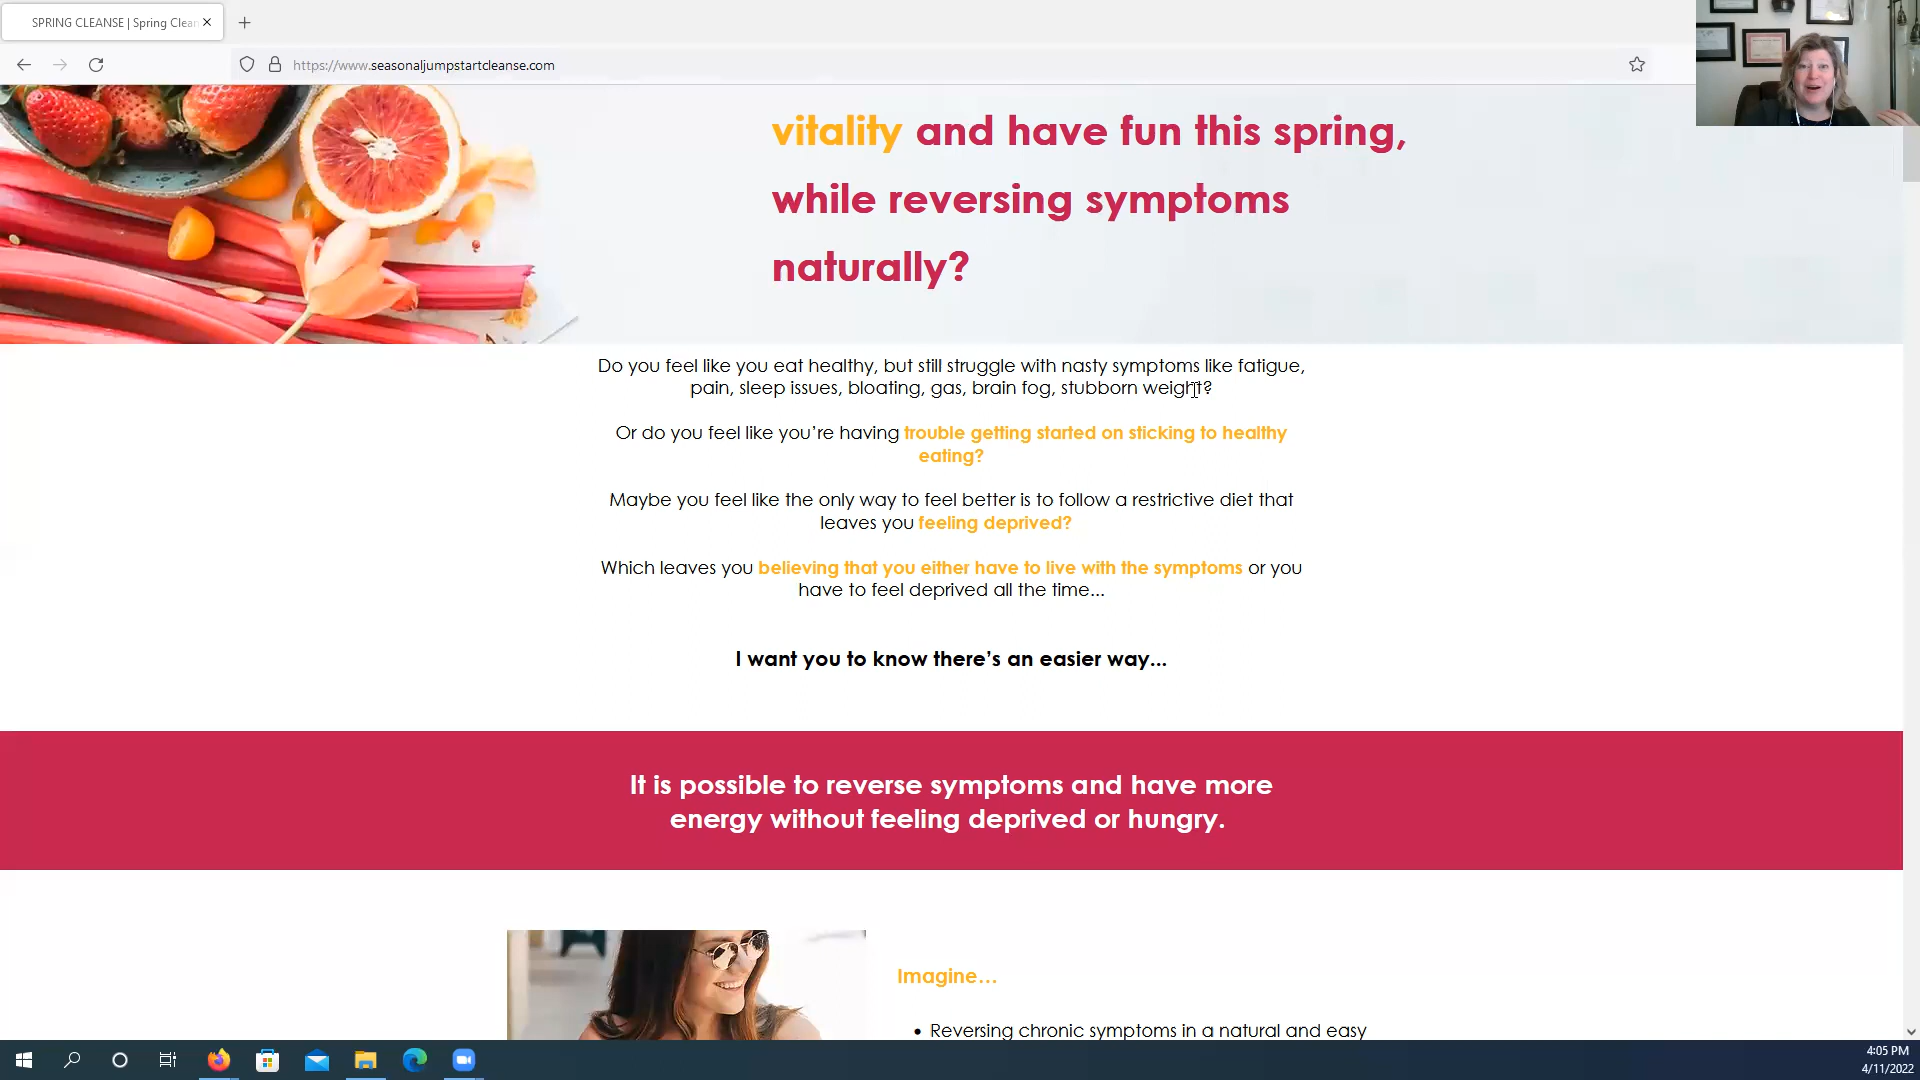 SPRING CLEANSE | Spring Clean
https://www.seasonaljumpstartcleanse.com
vitality and have fun this spring,
while reversing symptoms
naturally?
Do you feel like you eat healthy, but still struggle with nasty symptoms like fatigue,
pain, sleep issues, bloating, gas, brain fog, stubborn weight?
Or do you feel like you’re having trouble getting started on sticking to healthy
eating?
Maybe you feel like the only way to feel better is to follow a restrictive diet that
leaves you feeling deprived?
Which leaves you believing that you either have to live with the symptoms or you
have to feel deprived all the time...
I want you to know there’s an easier way...
It is possible to reverse symptoms and have more
energy without feeling deprived or hungry.
Imagine...
• Reversing chronic symptoms in a natural and easy
4:05 PM
4/11/2022